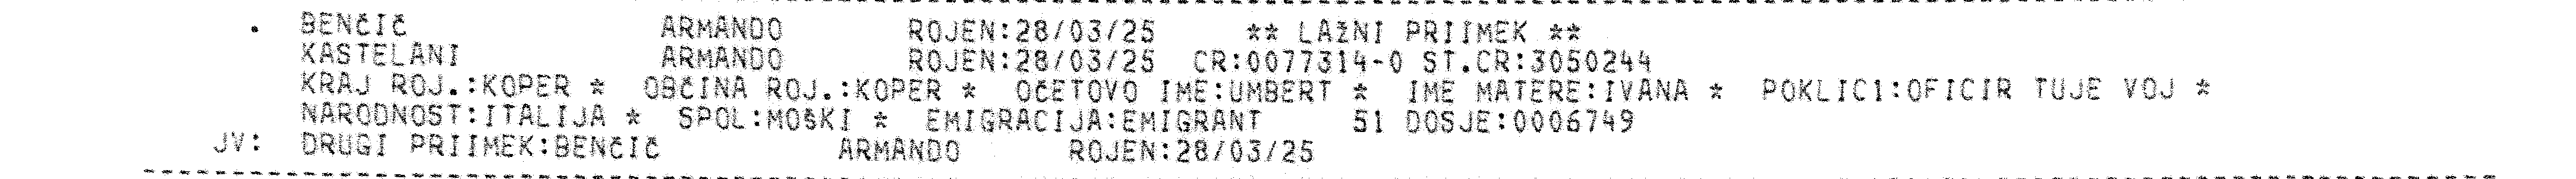 . BENČIČ ARMANDO ROJEN:28/03/25 ** LAŽNI PRIIMEK **
KASTELANI ARMANDO ROJEN:28/03/25 CR:0077314-0 ST.CR:3050244
KRAJ ROJ.:KOPER * OBČINA ROJ.:KOPER * OČETOVO IME:UMBERT * IME MATERE:IVANA * POKLIC1:OFICIR TUJE VOJ *
NARODNOST:ITALIJA * SPOL:MOŠKI * EMIGRACIJA:EMIGRANT 51 DOSJE:0006749
JV: DRUGI PRIIMEK:BENČIČ ARMANDO ROJEN:28/03/25